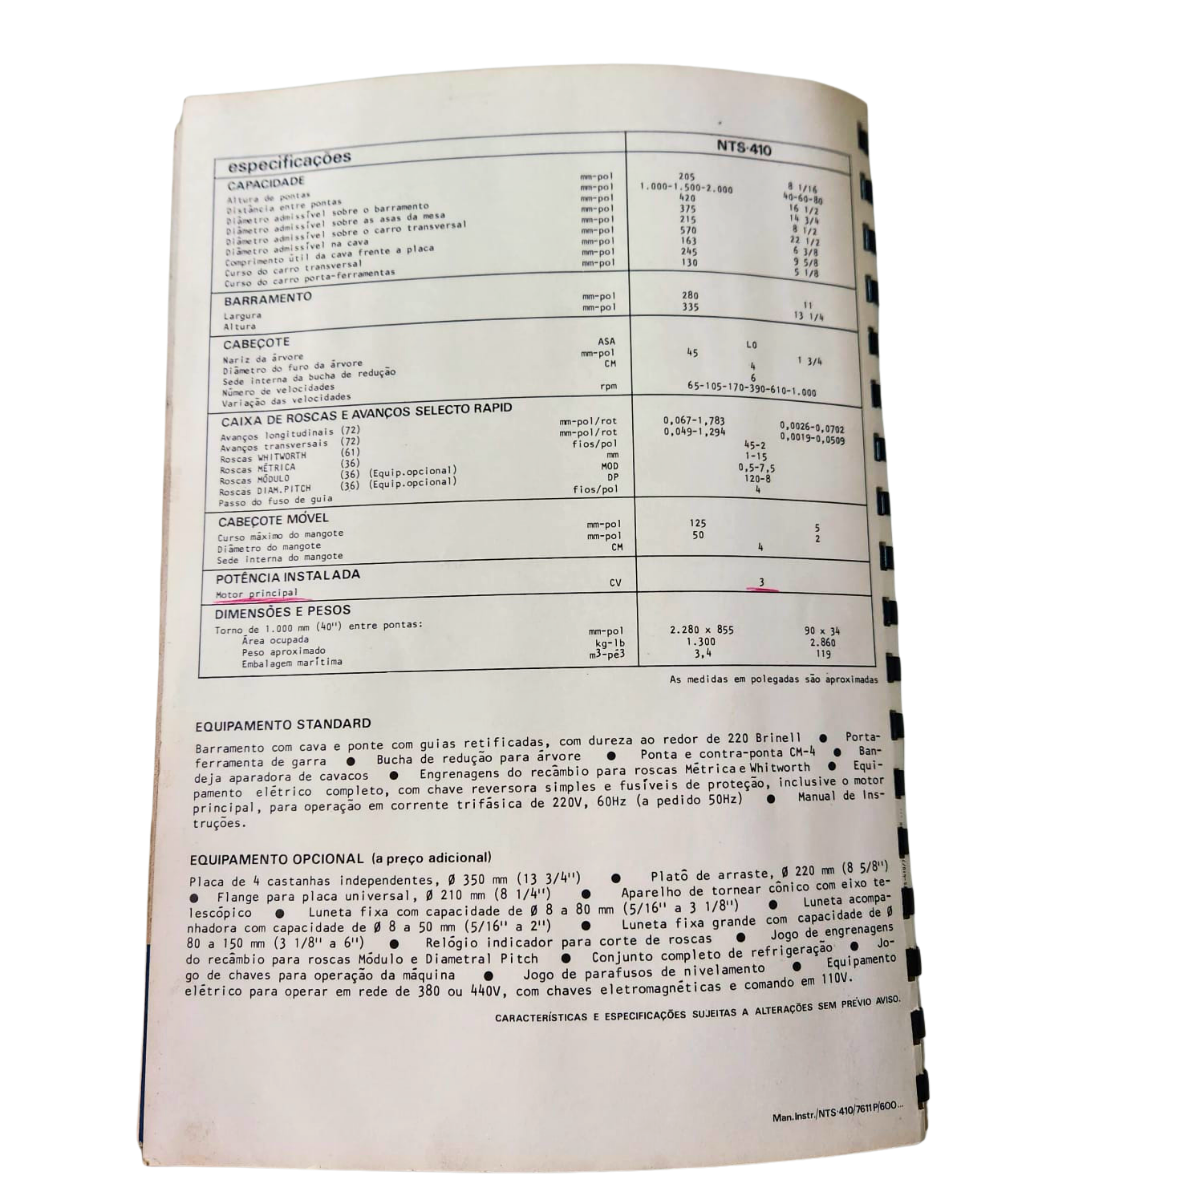 especificações NTS-410
CAPACIDADE
Altura de pontas mm-pol 205 8 1/16
Distância entre pontas mm-pol 1.000-1.500-2.000 40-60-80
Diâmetro admissível sobre o barramento mm-pol 420 16 1/2
Diâmetro admissível sobre as asas da mesa mm-pol 375 14 3/4
Diâmetro admissível sobre o carro transversal mm-pol 215 8 1/2
Diâmetro admissível na cava mm-pol 570 22 1/2
Comprimento útil da cava frente a placa mm-pol 163 6 3/8
Curso do carro transversal mm-pol 245 9 5/8
Curso do carro porta-ferramentas mm-pol 130 5 1/8
BARRAMENTO
Largura mm-pol 280 11
Altura mm-pol 335 13 1/4
CABEÇOTE
Nariz da árvore ASA L0
Diâmetro do furo da árvore mm-pol 45 1 3/4
Sede interna da bucha de redução CM 4
Número de velocidades 6
Variação das velocidades rpm 65-105-170-390-610-1.000
CAIXA DE ROSCAS E AVANÇOS SELECTO RAPID
Avanços longitudinais (72) mm-pol/rot 0,067-1,783 0,0026-0,0702
Avanços transversais (72) mm-pol/rot 0,049-1,294 0,0019-0,0509
Roscas WHITWORTH (61) fios/pol 45-2
Roscas MÉTRICA (36) mm 1-15
Roscas MÓDULO (36) (Equip.opcional) MOD 0,5-7,5
Roscas DIAM.PITCH (36) (Equip.opcional) DP 120-8
Passo do fuso de guia fios/pol 4
CABEÇOTE MÓVEL
Curso máximo do mangote mm-pol 125 5
Diâmetro do mangote mm-pol 50 2
Sede interna do mangote CM 4
POTÊNCIA INSTALADA
Motor principal CV 3
DIMENSÕES E PESOS
Torno de 1.000 mm (40") entre pontas:
Área ocupada mm-pol 2.280 x 855 90 x 34
Peso aproximado kg-lb 1.300 2.860
Embalagem marítima m3-pé3 3,4 119
As medidas em polegadas são aproximadas
EQUIPAMENTO STANDARD
Barramento com cava e ponte com guias retificadas, com dureza ao redor de 220 Brinell ● Porta-
ferramenta de garra ● Bucha de redução para árvore ● Ponta e contra-ponta CM-4 ● Ban-
deja aparadora de cavacos ● Engrenagens do recâmbio para roscas Métrica e Whitworth ● Equi-
pamento elétrico completo, com chave reversora simples e fusíveis de proteção, inclusive o motor
principal, para operação em corrente trifásica de 220V, 60Hz (a pedido 50Hz) ● Manual de Ins-
truções.
EQUIPAMENTO OPCIONAL (a preço adicional)
Placa de 4 castanhas independentes, Ø 350 mm (13 3/4") ● Platô de arraste, Ø 220 mm (8 5/8")
● Flange para placa universal, Ø 210 mm (8 1/4") ● Aparelho de tornear cônico com eixo te-
lescópico ● Luneta fixa com capacidade de Ø 8 a 80 mm (5/16" a 3 1/8") ● Luneta acompa-
nhadora com capacidade de Ø 8 a 50 mm (5/16" a 2") ● Luneta fixa grande com capacidade de Ø
80 a 150 mm (3 1/8" a 6") ● Relógio indicador para corte de roscas ● Jogo de engrenagens
do recâmbio para roscas Módulo e Diametral Pitch ● Conjunto completo de refrigeração ● Jo-
go de chaves para operação da máquina ● Jogo de parafusos de nivelamento ● Equipamento
elétrico para operar em rede de 380 ou 440V, com chaves eletromagnéticas e comando em 110V.
CARACTERÍSTICAS E ESPECIFICAÇÕES SUJEITAS A ALTERAÇÕES SEM PRÉVIO AVISO.
Man.Instr./NTS-410/7611P/600...